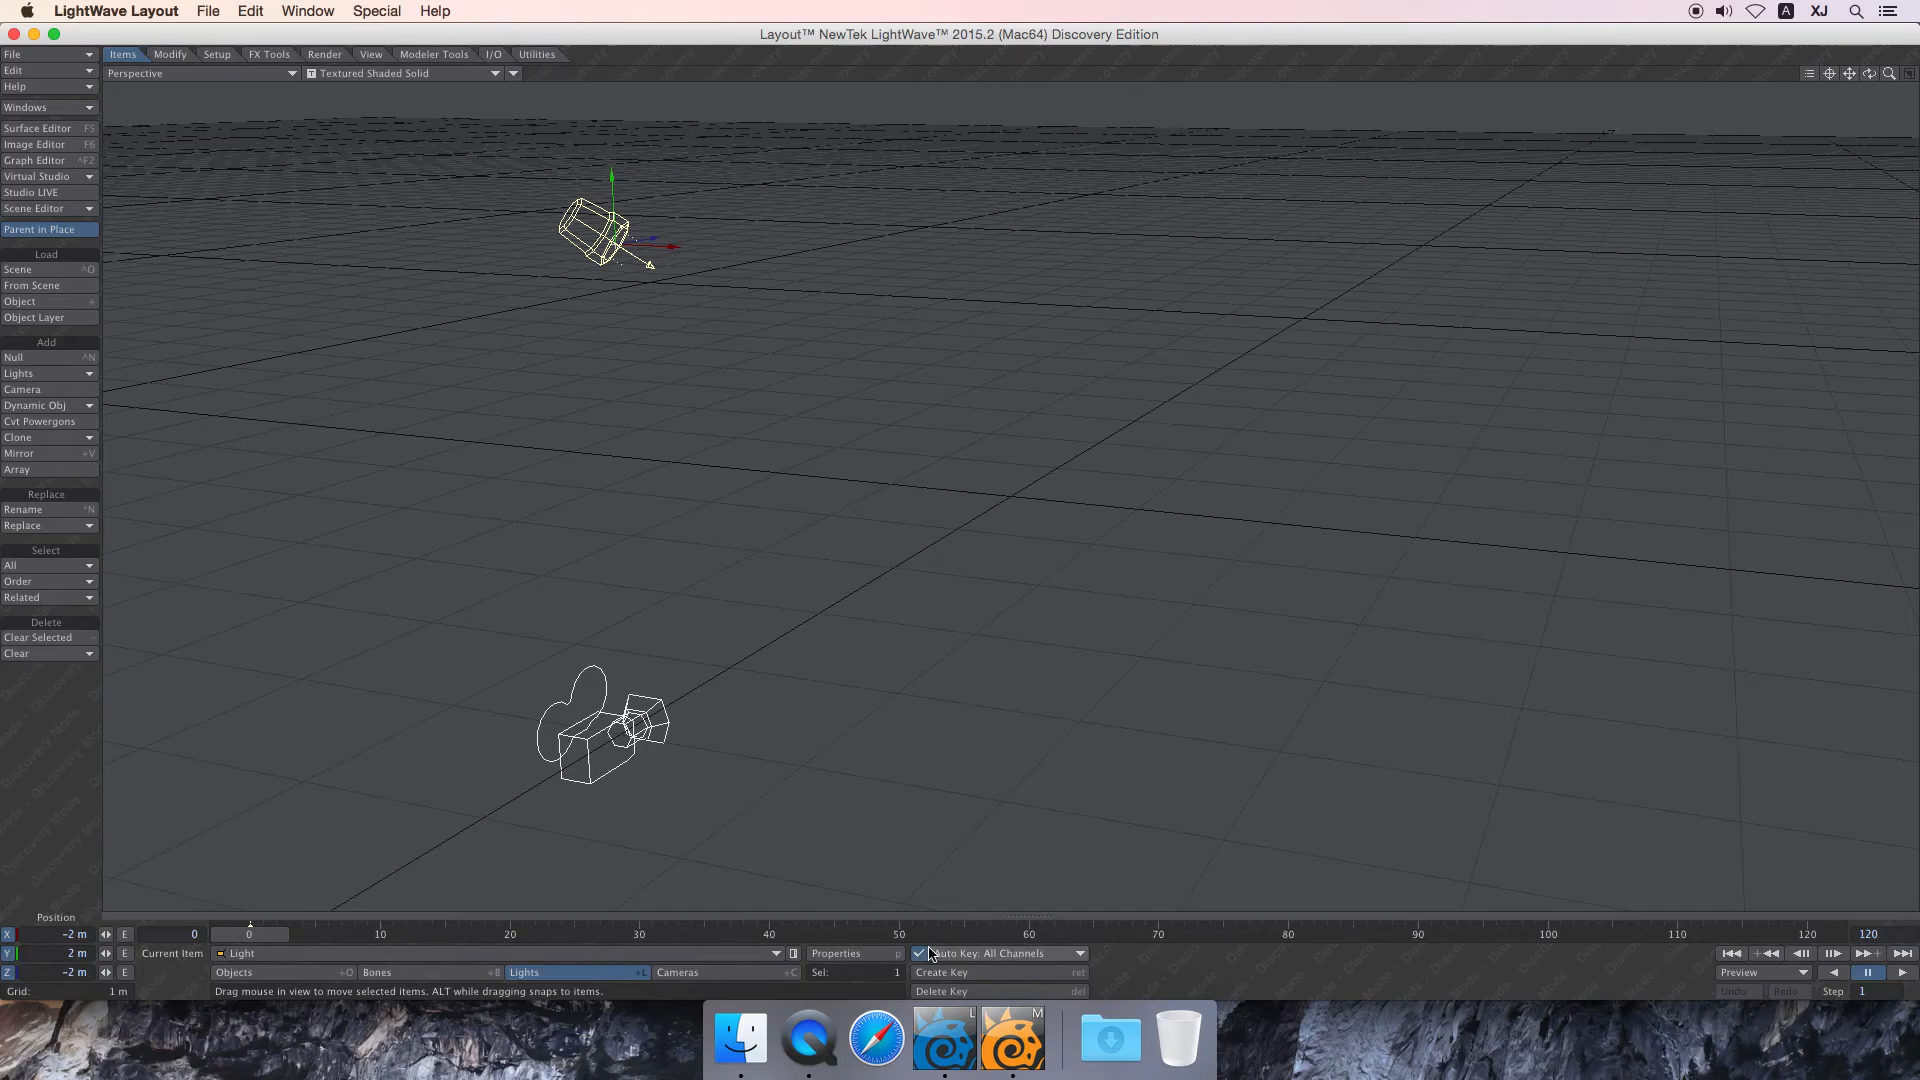 LightWave Layout File Edit Window Special Help A XJ
Layout™ NewTek LightWave™ 2015.2 (Mac64) Discovery Edition
File
Items Modify Setup FX Tools Render View Modeler Tools I/O Utilities
Edit
Perspective T Textured Shaded Solid
Help
Windows
Surface Editor F5
Image Editor F6
Graph Editor ^F2
Virtual Studio
Studio LIVE
Scene Editor
Parent in Place
Load
Scene ^O
From Scene
Object +
Object Layer
Add
Null ^N
Lights
Camera
Dynamic Obj
Cvt Powergons
Clone
Mirror +V
Array
Replace
Rename ^N
Replace
Select
All
Order
Related
Delete
Clear Selected -
Clear
Position
X -2 m E 0 0 10 20 30 40 50 60 70 80 90 100 110 120 120
Y 2 m E Current Item Light Properties p Auto Key: All Channels
Z -2 m E Objects +O Bones +B Lights +L Cameras +C Sel: 1 Create Key ret Preview
Grid: 1 m Drag mouse in view to move selected items. ALT while dragging snaps to items. Delete Key del Undo Redo Step 1
L M